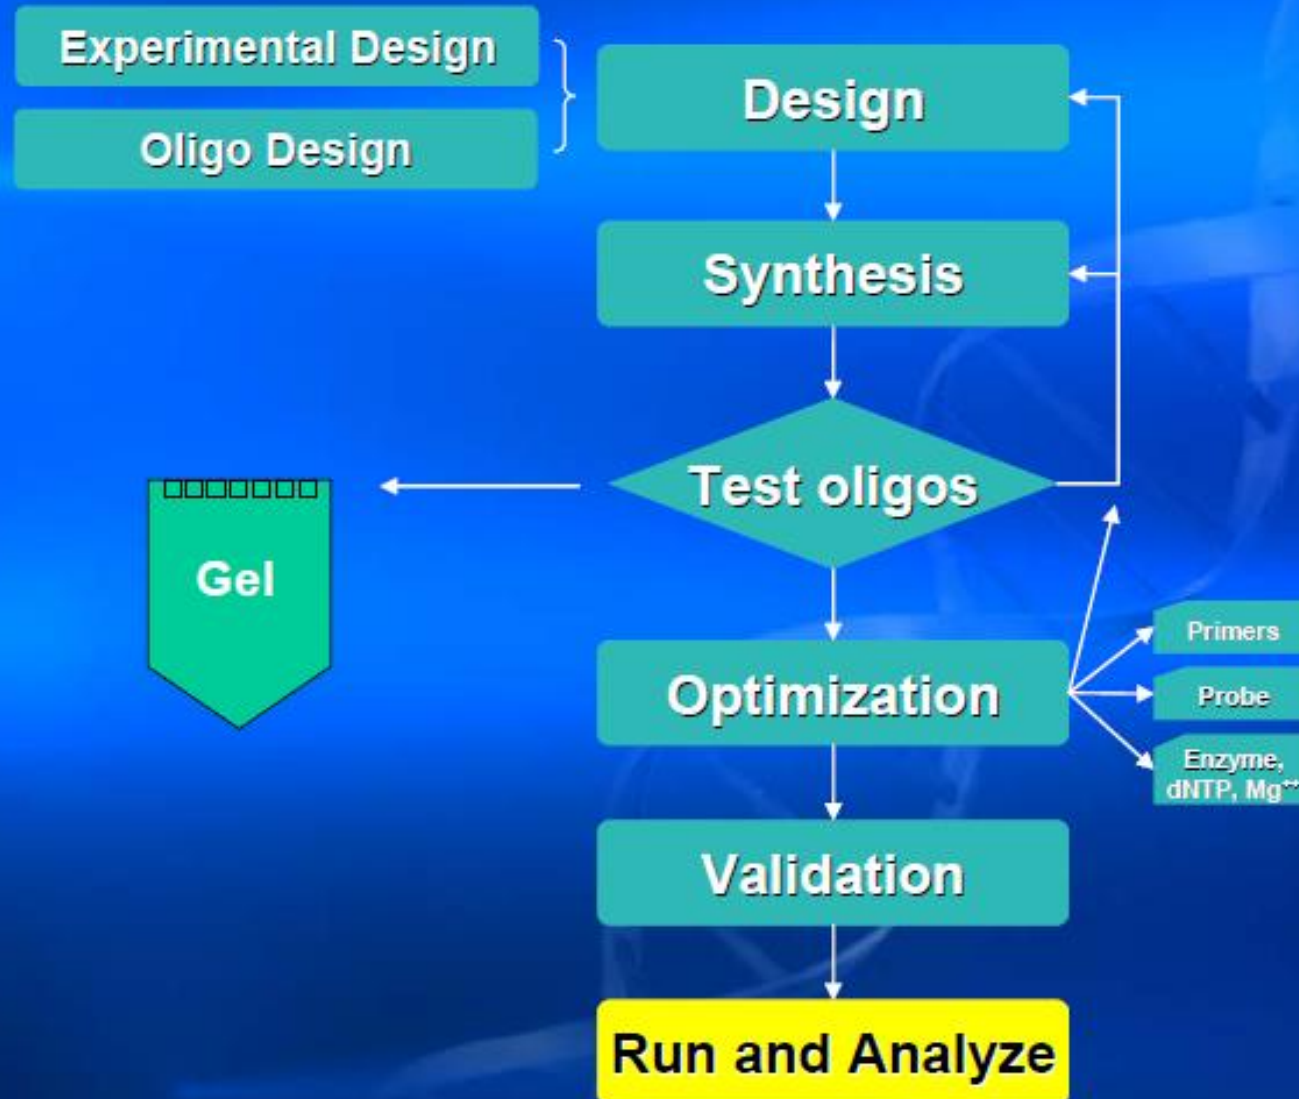 Experimental Design
Oligo Design
Design
Synthesis
Test oligos
Gel
Optimization
Primers
Probe
Enzyme,
dNTP, Mg⁺⁺
Validation
Run and Analyze